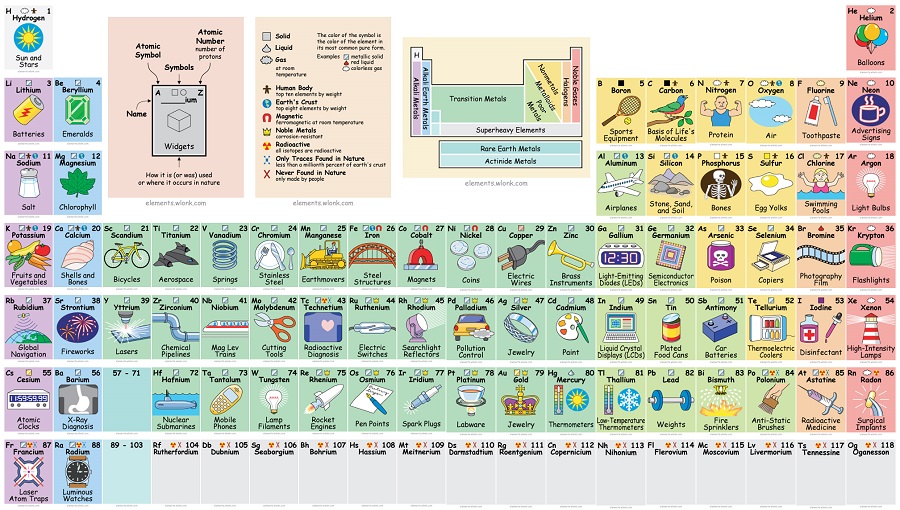 H 1
Hydrogen
Sun and
Stars
elements.wlonk.com
Atomic
Symbol
Atomic
Number
number of
protons
Symbols
A Z
ium
Name
Widgets
How it is (or was) used
or where it occurs in nature
elements.wlonk.com
Solid
Liquid
Gas
at room
temperature
The color of the symbol is
the color of the element in
its most common pure form.
Examples
metallic solid
red liquid
colorless gas
Human Body
top ten elements by weight
Earth's Crust
top eight elements by weight
Magnetic
ferromagnetic at room temperature
Noble Metals
corrosion-resistant
Radioactive
all isotopes are radioactive
Only Traces Found in Nature
less than a millionth percent of earth's crust
Never Found in Nature
only made by people
elements.wlonk.com
H
Alkali Metals
Alkali Earth Metals
Transition Metals
Nonmetals
Metalloids
Poor Metals
Halogens
Noble Gases
Superheavy Elements
Rare Earth Metals
Actinide Metals
elements.wlonk.com
He 2
Helium
Balloons
Li 3
Lithium
Batteries
Be 4
Beryllium
Emeralds
B 5
Boron
Sports
Equipment
C 6
Carbon
Basis of Life's
Molecules
N 7
Nitrogen
Protein
O 8
Oxygen
Air
F 9
Fluorine
Toothpaste
Ne 10
Neon
Advertising
Signs
Na 11
Sodium
Salt
Mg 12
Magnesium
Chlorophyll
Al 13
Aluminum
Airplanes
Si 14
Silicon
Stone, Sand,
and Soil
P 15
Phosphorus
Bones
S 16
Sulfur
Egg Yolks
Cl 17
Chlorine
Swimming
Pools
Ar 18
Argon
Light Bulbs
K 19
Potassium
Fruits and
Vegetables
Ca 20
Calcium
Shells and
Bones
Sc 21
Scandium
Bicycles
Ti 22
Titanium
Aerospace
V 23
Vanadium
Springs
Cr 24
Chromium
Stainless
Steel
Mn 25
Manganese
Earthmovers
Fe 26
Iron
Steel
Structures
Co 27
Cobalt
Magnets
Ni 28
Nickel
Coins
Cu 29
Copper
Electric
Wires
Zn 30
Zinc
Brass
Instruments
Ga 31
Gallium
12:30
Light-Emitting
Diodes (LEDs)
Ge 32
Germanium
Semiconductor
Electronics
As 33
Arsenic
Poison
Se 34
Selenium
Copiers
Br 35
Bromine
Photography
Film
Kr 36
Krypton
Flashlights
Rb 37
Rubidium
Global
Navigation
Sr 38
Strontium
Fireworks
Y 39
Yttrium
Lasers
Zr 40
Zirconium
Chemical
Pipelines
Nb 41
Niobium
Mag Lev
Trains
Mo 42
Molybdenum
Cutting
Tools
Tc 43
Technetium
Radioactive
Diagnosis
Ru 44
Ruthenium
Electric
Switches
Rh 45
Rhodium
Searchlight
Reflectors
Pd 46
Palladium
Pollution
Control
Ag 47
Silver
Jewelry
Cd 48
Cadmium
Paint
In 49
Indium
Liquid Crystal
Displays (LCDs)
Sn 50
Tin
Plated
Food Cans
Sb 51
Antimony
Car
Batteries
Te 52
Tellurium
Thermoelectric
Coolers
I 53
Iodine
Disinfectant
Xe 54
Xenon
High-Intensity
Lamps
Cs 55
Cesium
Atomic
Clocks
Ba 56
Barium
X-Ray
Diagnosis
57 - 71
Hf 72
Hafnium
Nuclear
Submarines
Ta 73
Tantalum
Mobile
Phones
W 74
Tungsten
Lamp
Filaments
Re 75
Rhenium
Rocket
Engines
Os 76
Osmium
Pen Points
Ir 77
Iridium
Spark Plugs
Pt 78
Platinum
Labware
Au 79
Gold
Jewelry
Hg 80
Mercury
Thermometers
Tl 81
Thallium
Low-Temperature
Thermometers
Pb 82
Lead
Weights
Bi 83
Bismuth
Fire
Sprinklers
Po 84
Polonium
Anti-Static
Brushes
At 85
Astatine
Radioactive
Medicine
Rn 86
Radon
Surgical
Implants
Fr 87
Francium
Laser
Atom Traps
Ra 88
Radium
Luminous
Watches
89 - 103
Rf 104
Rutherfordium
Db 105
Dubnium
Sg 106
Seaborgium
Bh 107
Bohrium
Hs 108
Hassium
Mt 109
Meitnerium
Ds 110
Darmstadtium
Rg 111
Roentgenium
Cn 112
Copernicium
Nh 113
Nihonium
Fl 114
Flerovium
Mc 115
Moscovium
Lv 116
Livermorium
Ts 117
Tennessine
Og 118
Oganesson